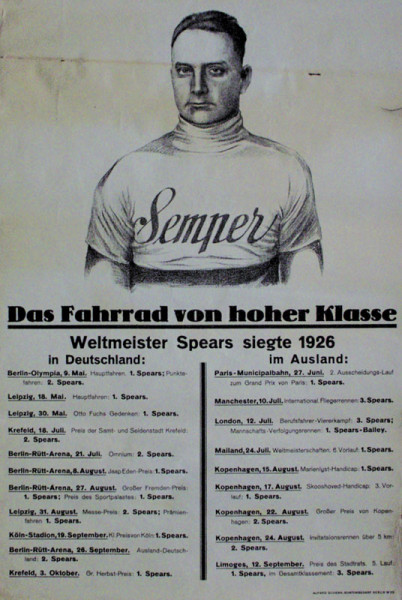 Semper
Das Fahrrad von hoher Klasse
Weltmeister Spears siegte 1926
in Deutschland:
Berlin-Olympia, 9. Mai. Hauptfahren: 1. Spears; Punkte-
fahren: 2. Spears.
Leipzig, 18. Mai. Hauptfahren: 1. Spears.
Leipzig, 30. Mai. Otto Fuchs Gedenken: 1. Spears.
Krefeld, 18. Juli. Preis der Samt- und Seidenstadt Krefeld:
2. Spears.
Berlin-Rütt-Arena, 21. Juli. Omnium: 2. Spears.
Berlin-Rütt-Arena, 8. August. Jaap Eden-Preis: 1. Spears.
Berlin-Rütt-Arena, 27. August. Großer Fremden-Preis:
1. Spears; Preis des Sportpalastes: 1. Spears.
Leipzig, 31. August. Messe-Preis: 2. Spears; Prämien-
fahren: 1. Spears.
Köln-Stadion, 19. September. Kl. Preis von Köln: 1. Spears.
Berlin-Rütt-Arena, 26. September. Ausland-Deutsch-
land: 2. Spears.
Krefeld, 3. Oktober. Gr. Herbst-Preis: 1. Spears.
im Ausland:
Paris-Municipalbahn, 27. Juni. 2. Ausscheidungs-Lauf
zum Grand Prix von Paris: 1. Spears.
Manchester, 10. Juli. International. Fliegerrennen: 3. Spears.
London, 12. Juli. Berufsfahrer-Viererkampf: 3. Spears;
Mannschafts-Verfolgungsrennen: 1. Spears-Bailey.
Mailand, 24. Juli. Weltmeisterschaften: 6. Vorlauf: 1. Spears.
Kopenhagen, 15. August. Marienlyst-Handicap: 1. Spears.
Kopenhagen, 17. August. Skooshoved-Handicap: 3. Vor-
lauf: 1. Spears.
Kopenhagen, 22. August. Großer Preis von Kopen-
hagen: 2. Spears.
Kopenhagen, 24. August. Invitationsrennen über 5 km:
2. Spears.
Limoges, 12. September. Preis des Stadtrats. 5. Lauf:
1. Spears, im Gesamtklassement: 3. Spears.